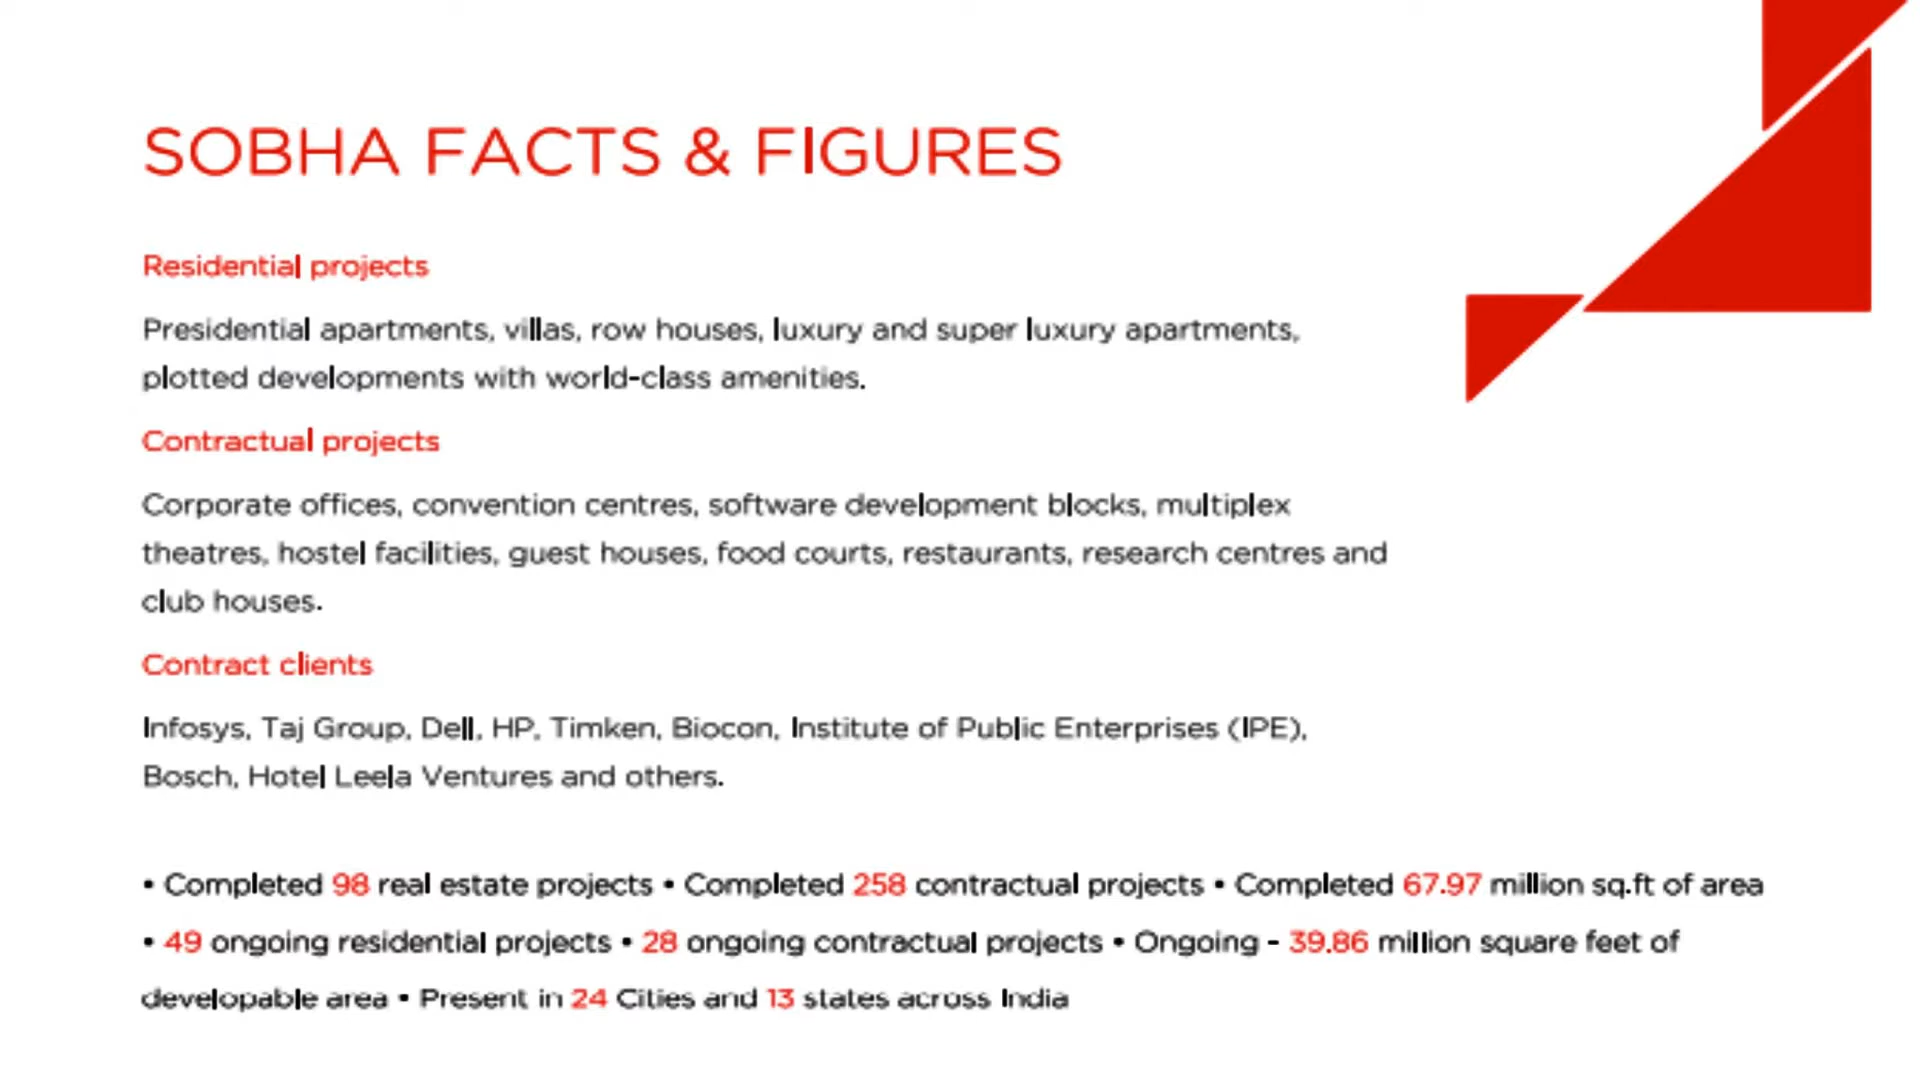 SOBHA FACTS & FIGURES
Residential projects
Presidential apartments, villas, row houses, luxury and super luxury apartments,
plotted developments with world-class amenities.
Contractual projects
Corporate offices, convention centres, software development blocks, multiplex
theatres, hostel facilities, guest houses, food courts, restaurants, research centres and
club houses.
Contract clients
Infosys, Taj Group, Dell, HP, Timken, Biocon, Institute of Public Enterprises (IPE),
Bosch, Hotel Leela Ventures and others.
• Completed 98 real estate projects • Completed 258 contractual projects • Completed 67.97 million sq.ft of area
• 49 ongoing residential projects • 28 ongoing contractual projects • Ongoing - 39.86 million square feet of
developable area • Present in 24 Cities and 13 states across India